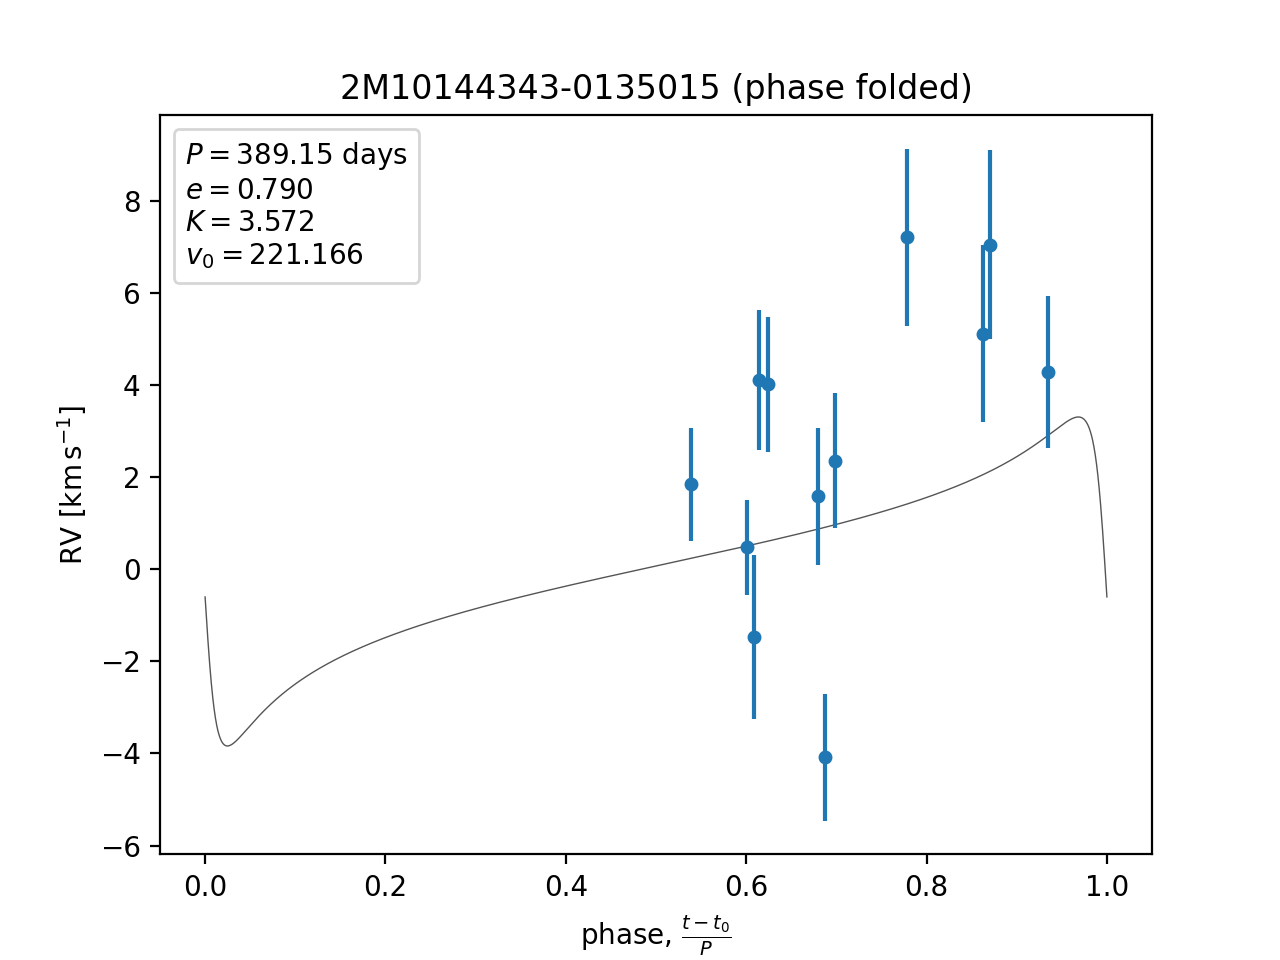 2M10144343-0135015 (phase folded)
P = 389.15 days
e = 0.790
K = 3.572
v₀ = 221.166
RV [km s⁻¹]
8
6
4
2
0
−2
−4
−6
0.0 0.2 0.4 0.6 0.8 1.0
phase, (t − t₀)/P